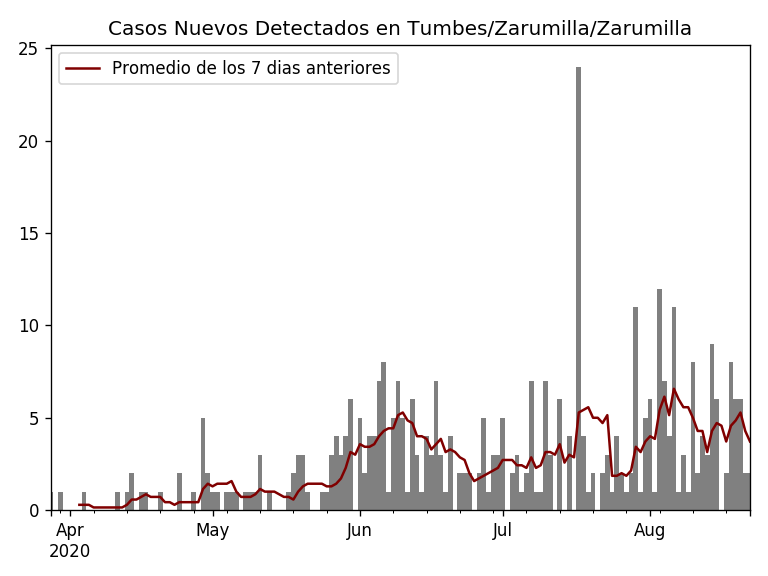 Casos Nuevos Detectados en Tumbes/Zarumilla/Zarumilla
Promedio de los 7 dias anteriores
25
20
15
10
5
0
Apr
2020
May
Jun
Jul
Aug